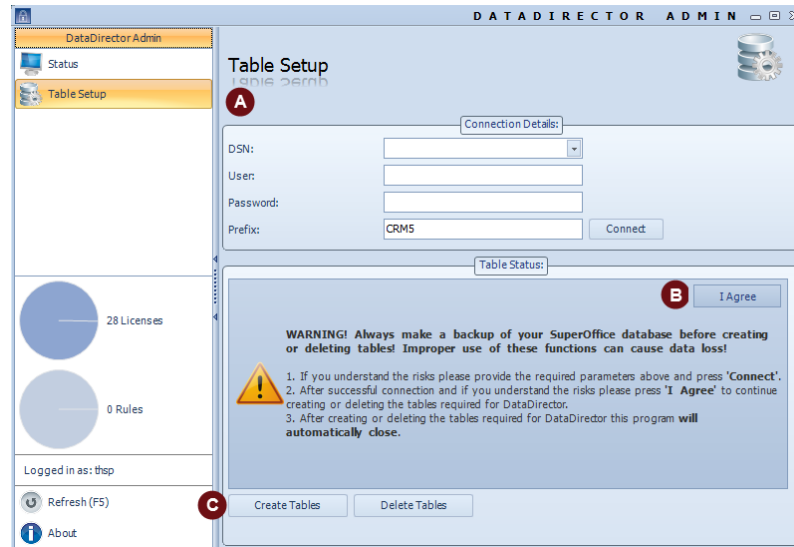 DATADIRECTOR ADMIN
DataDirector Admin
Status
Table Setup
28 Licenses
0 Rules
Logged in as: thsp
Refresh (F5)
About
Table Setup
A
Connection Details:
DSN:
User:
Password:
Prefix:
CRM5
Connect
Table Status:
B
I Agree
WARNING! Always make a backup of your SuperOffice database before creating
or deleting tables! Improper use of these functions can cause data loss!
1. If you understand the risks please provide the required parameters above and press 'Connect'.
2. After successful connection and if you understand the risks please press 'I Agree' to continue
creating or deleting the tables required for DataDirector.
3. After creating or deleting the tables required for DataDirector this program will
automatically close.
C
Create Tables
Delete Tables